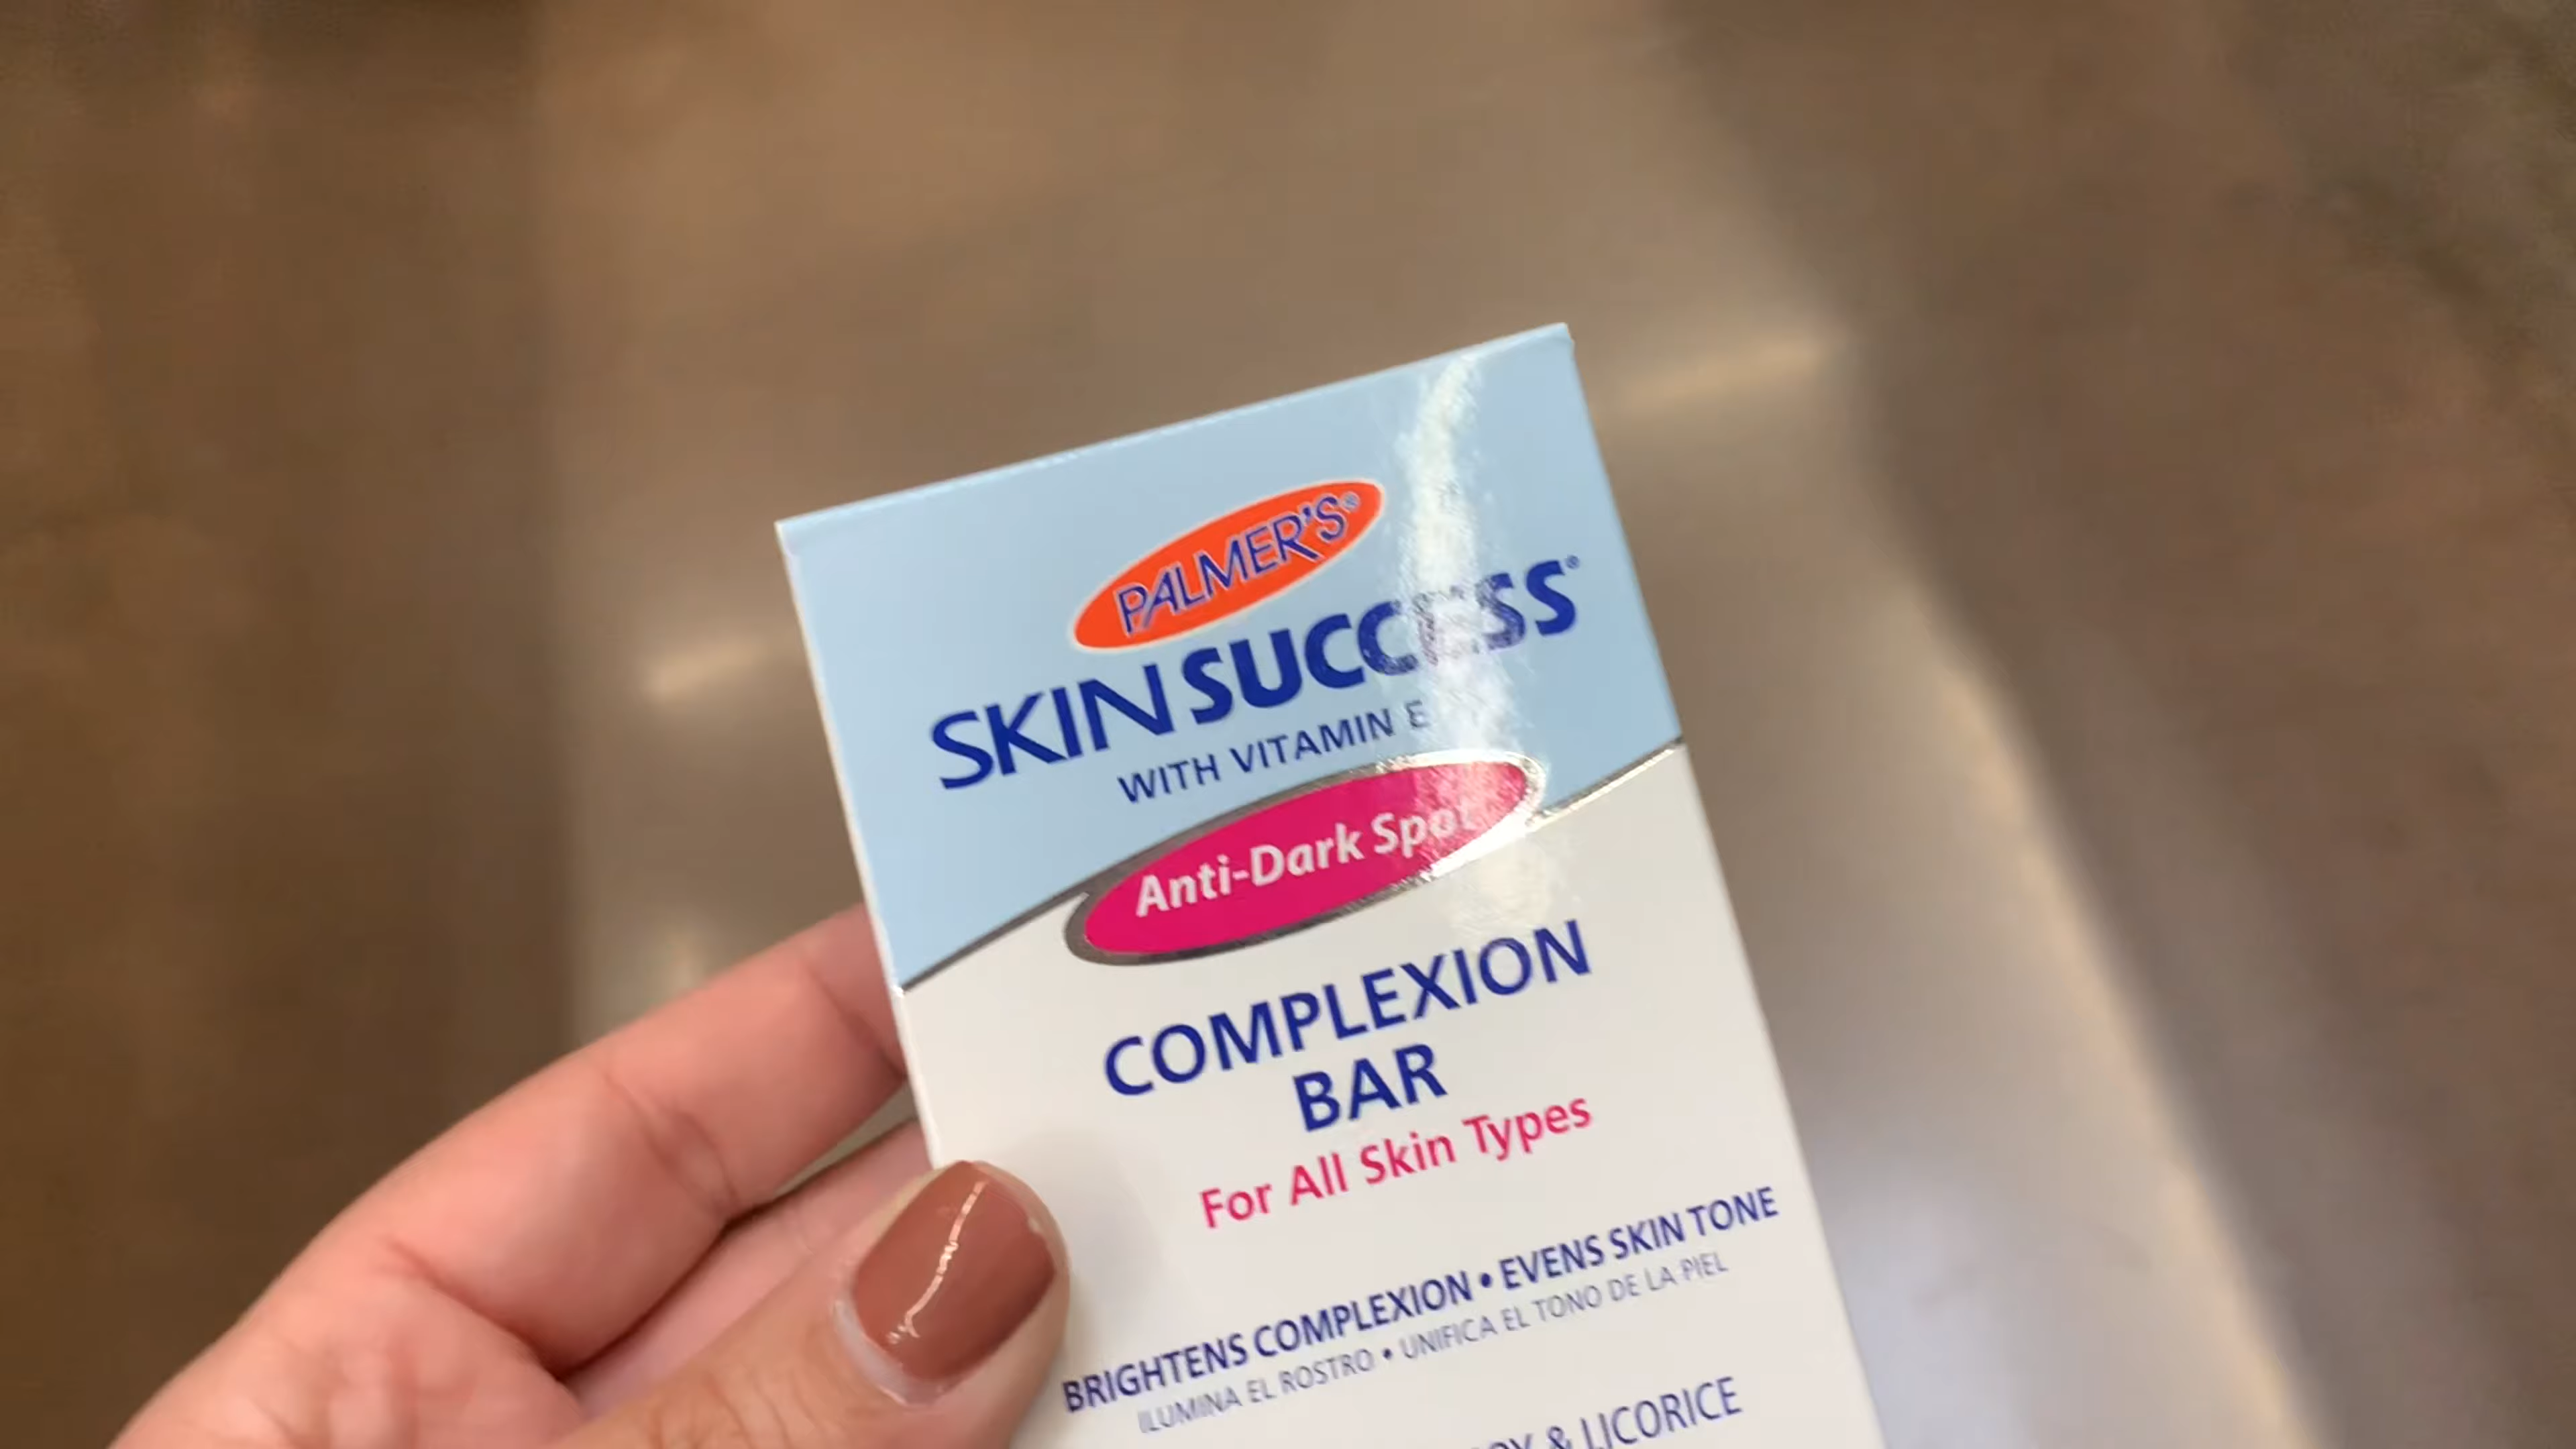 PALMER'S®
SKIN SUCCESS®
WITH VITAMIN E
Anti-Dark Spot
COMPLEXION
BAR
For All Skin Types
BRIGHTENS COMPLEXION • EVENS SKIN TONE
ILUMINA EL ROSTRO • UNIFICA EL TONO DE LA PIEL
& LICORICE